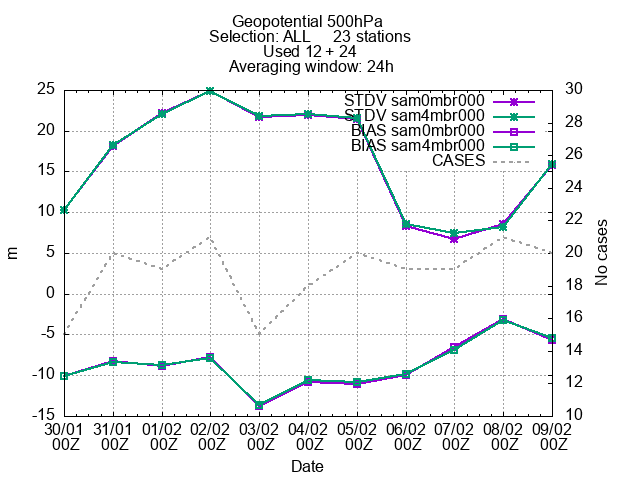 Geopotential 500hPa
Selection: ALL     23 stations
Used 12 + 24
Averaging window: 24h
STDV sam0mbr000
STDV sam4mbr000
BIAS sam0mbr000
BIAS sam4mbr000
CASES
25
20
15
10
5
0
-5
-10
-15
m
30
28
26
24
22
20
18
16
14
12
10
No cases
30/01 31/01 01/02 02/02 03/02 04/02 05/02 06/02 07/02 08/02 09/02
00Z 00Z 00Z 00Z 00Z 00Z 00Z 00Z 00Z 00Z 00Z
Date